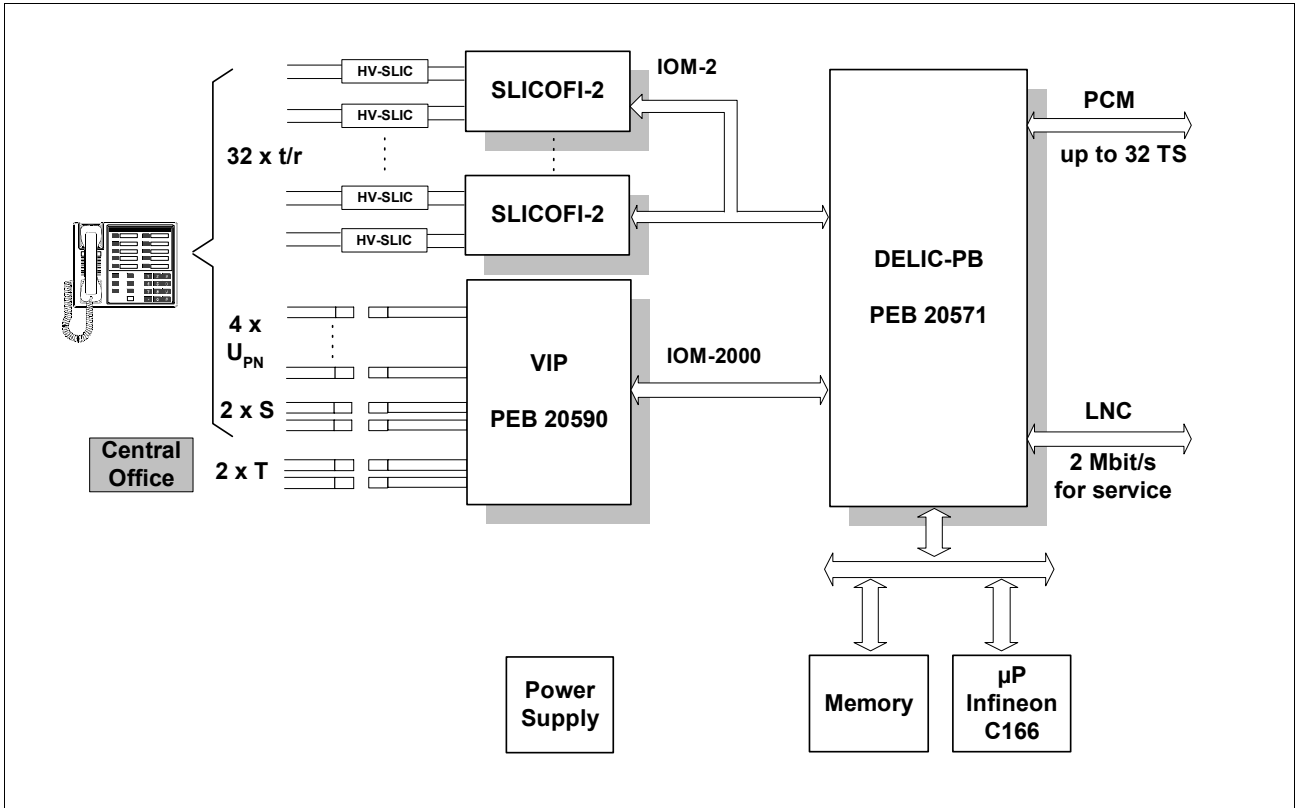 HV-SLIC
SLICOFI-2
IOM-2
HV-SLIC
32 x t/r
HV-SLIC
SLICOFI-2
HV-SLIC
PCM
up to 32 TS
DELIC-PB
PEB 20571
4 x
UPN
VIP
PEB 20590
IOM-2000
2 x S
Central
Office
2 x T
LNC
2 Mbit/s
for service
Power
Supply
Memory
µP
Infineon
C166